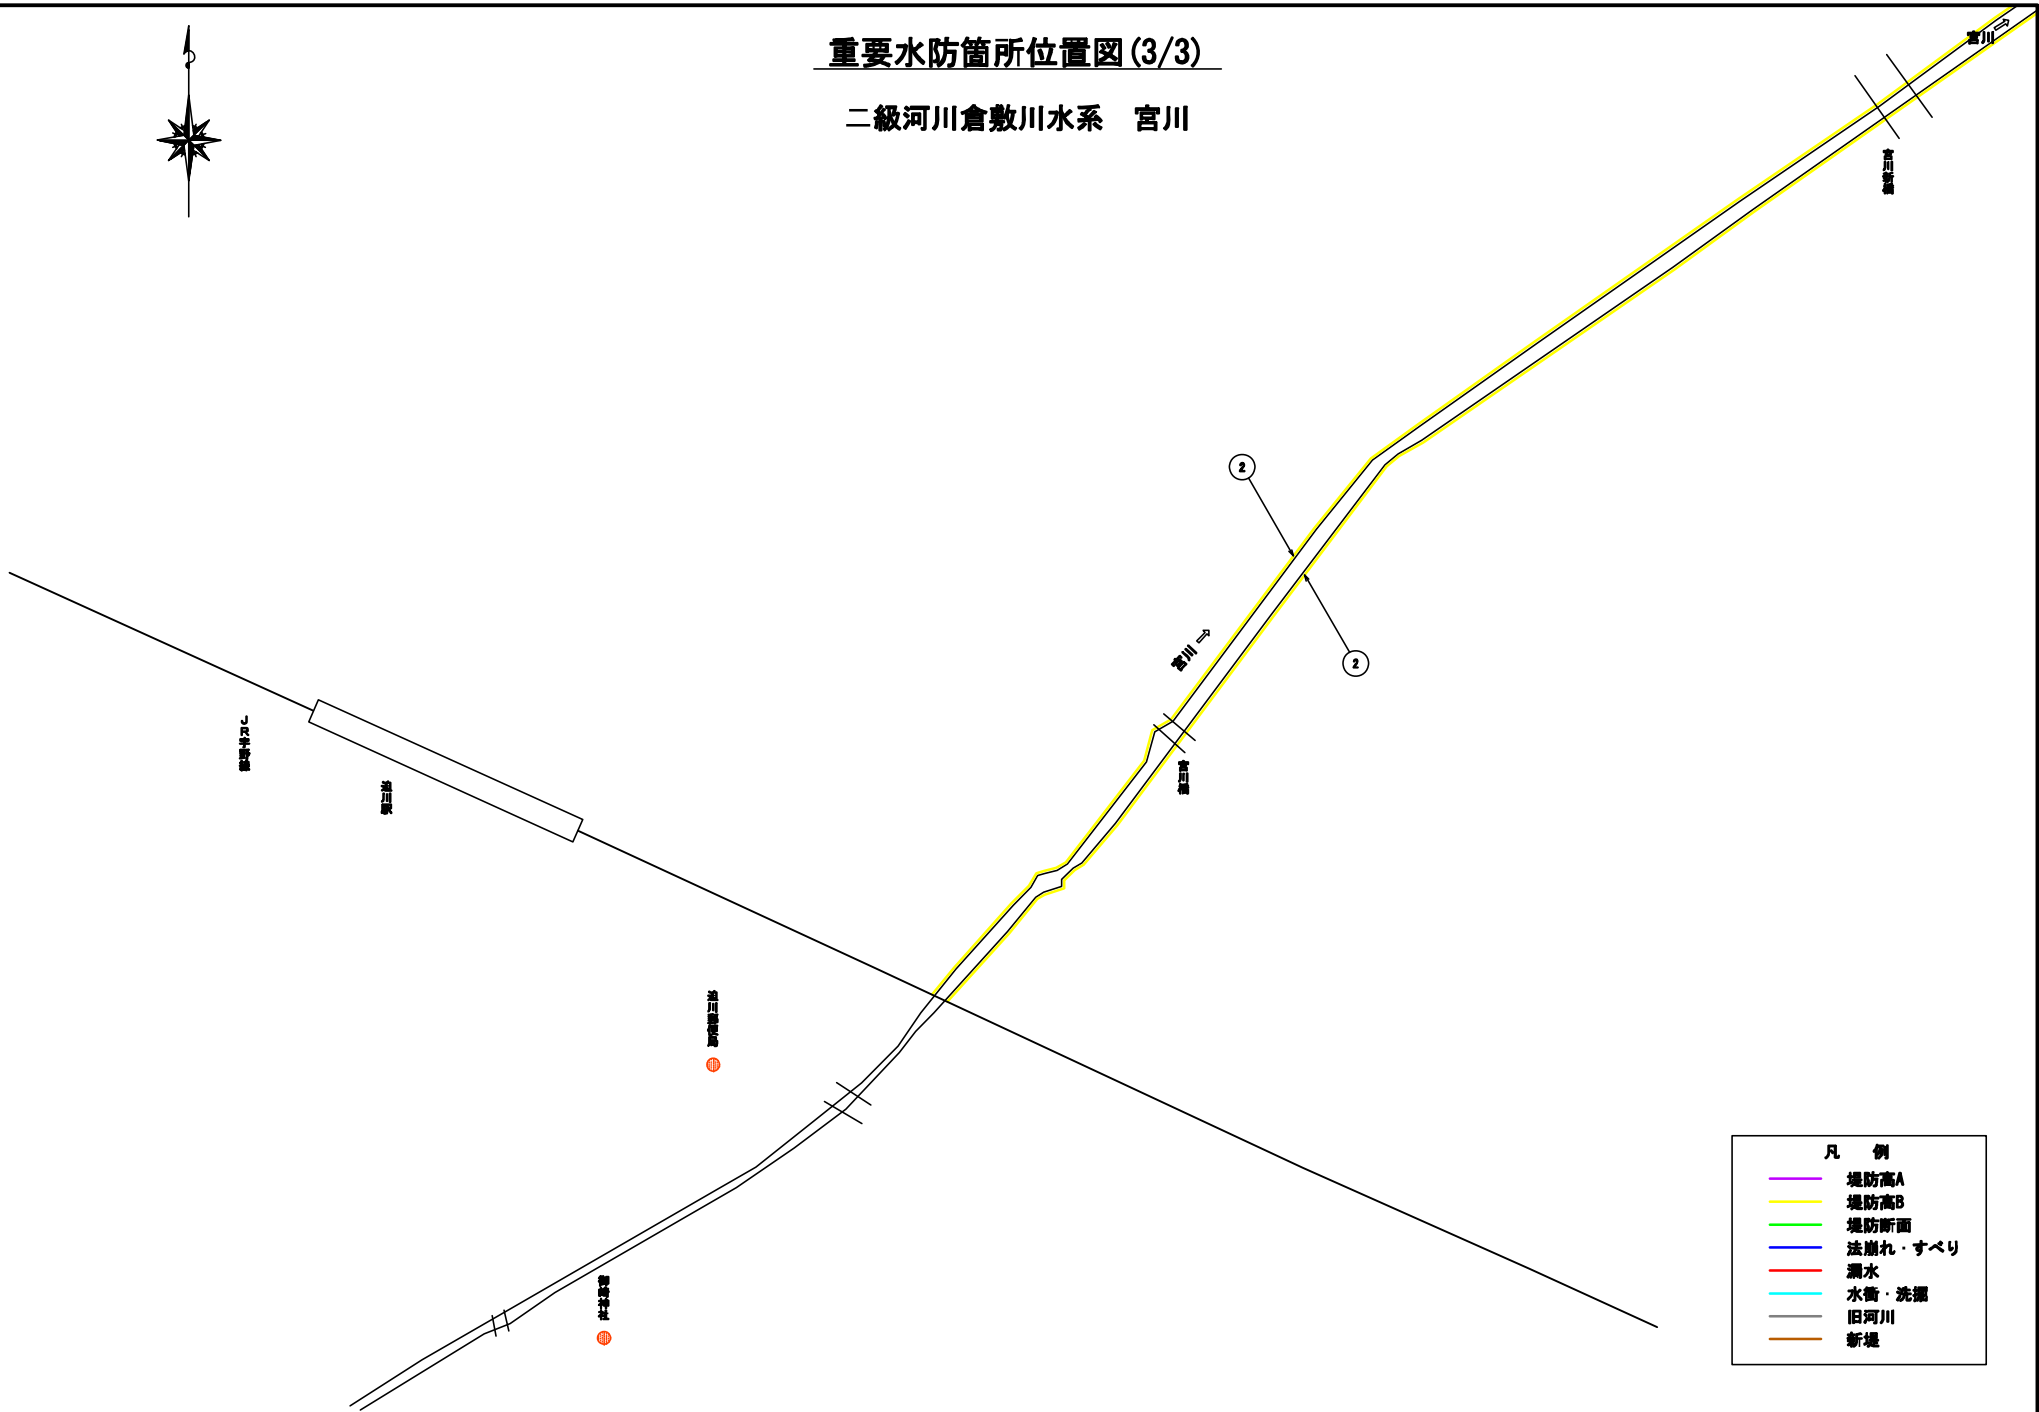 重要水防箇所位置図(3/3)
二級河川倉敷川水系　宮川
宮川
宮川新橋
2
宮川
2
宮川橋
JR宇野線
迫川駅
迫川郵便局
御崎神社
凡　例
堤防高A
堤防高B
堤防断面
法崩れ・すべり
漏水
水衝・洗掘
旧河川
新堤